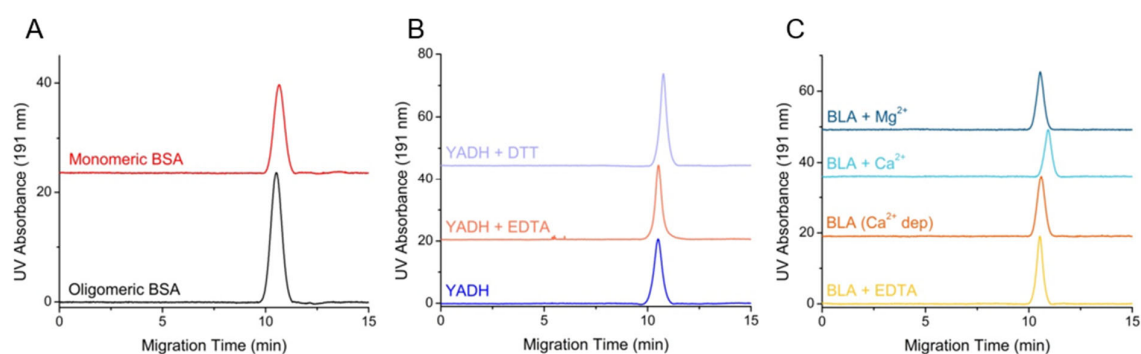 A
B
C
UV Absorbance (191 nm)
40
20
0
Monomeric BSA
Oligomeric BSA
0
5
10
15
Migration Time (min)
UV Absorbance (191 nm)
80
60
40
20
0
YADH + DTT
YADH + EDTA
YADH
0
5
10
15
Migration Time (min)
UV Absorbance (191 nm)
60
40
20
0
BLA + Mg²⁺
BLA + Ca²⁺
BLA (Ca²⁺ dep)
BLA + EDTA
0
5
10
15
Migration Time (min)